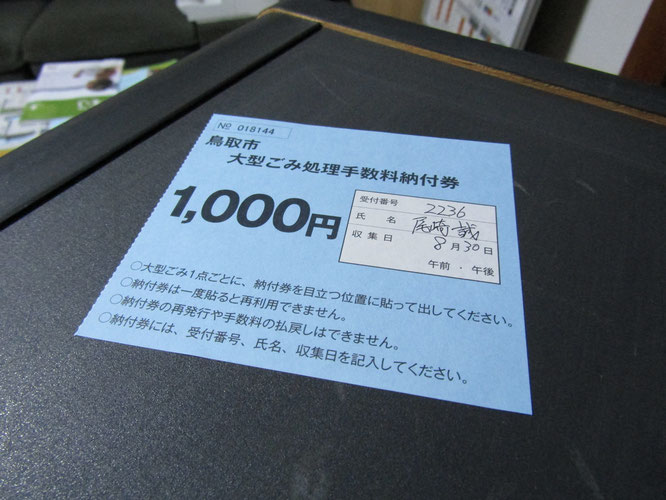 No 018144
鳥取市
大型ごみ処理手数料納付券
1,000円
受付番号 2236
氏名 尾崎 誠
収集日 8月30日
午前・午後
○大型ごみ1点ごとに、納付券を目立つ位置に貼って出してください。
○納付券は一度貼ると再利用できません。
○納付券の再発行や手数料の払戻しはできません。
○納付券には、受付番号、氏名、収集日を記入してください。